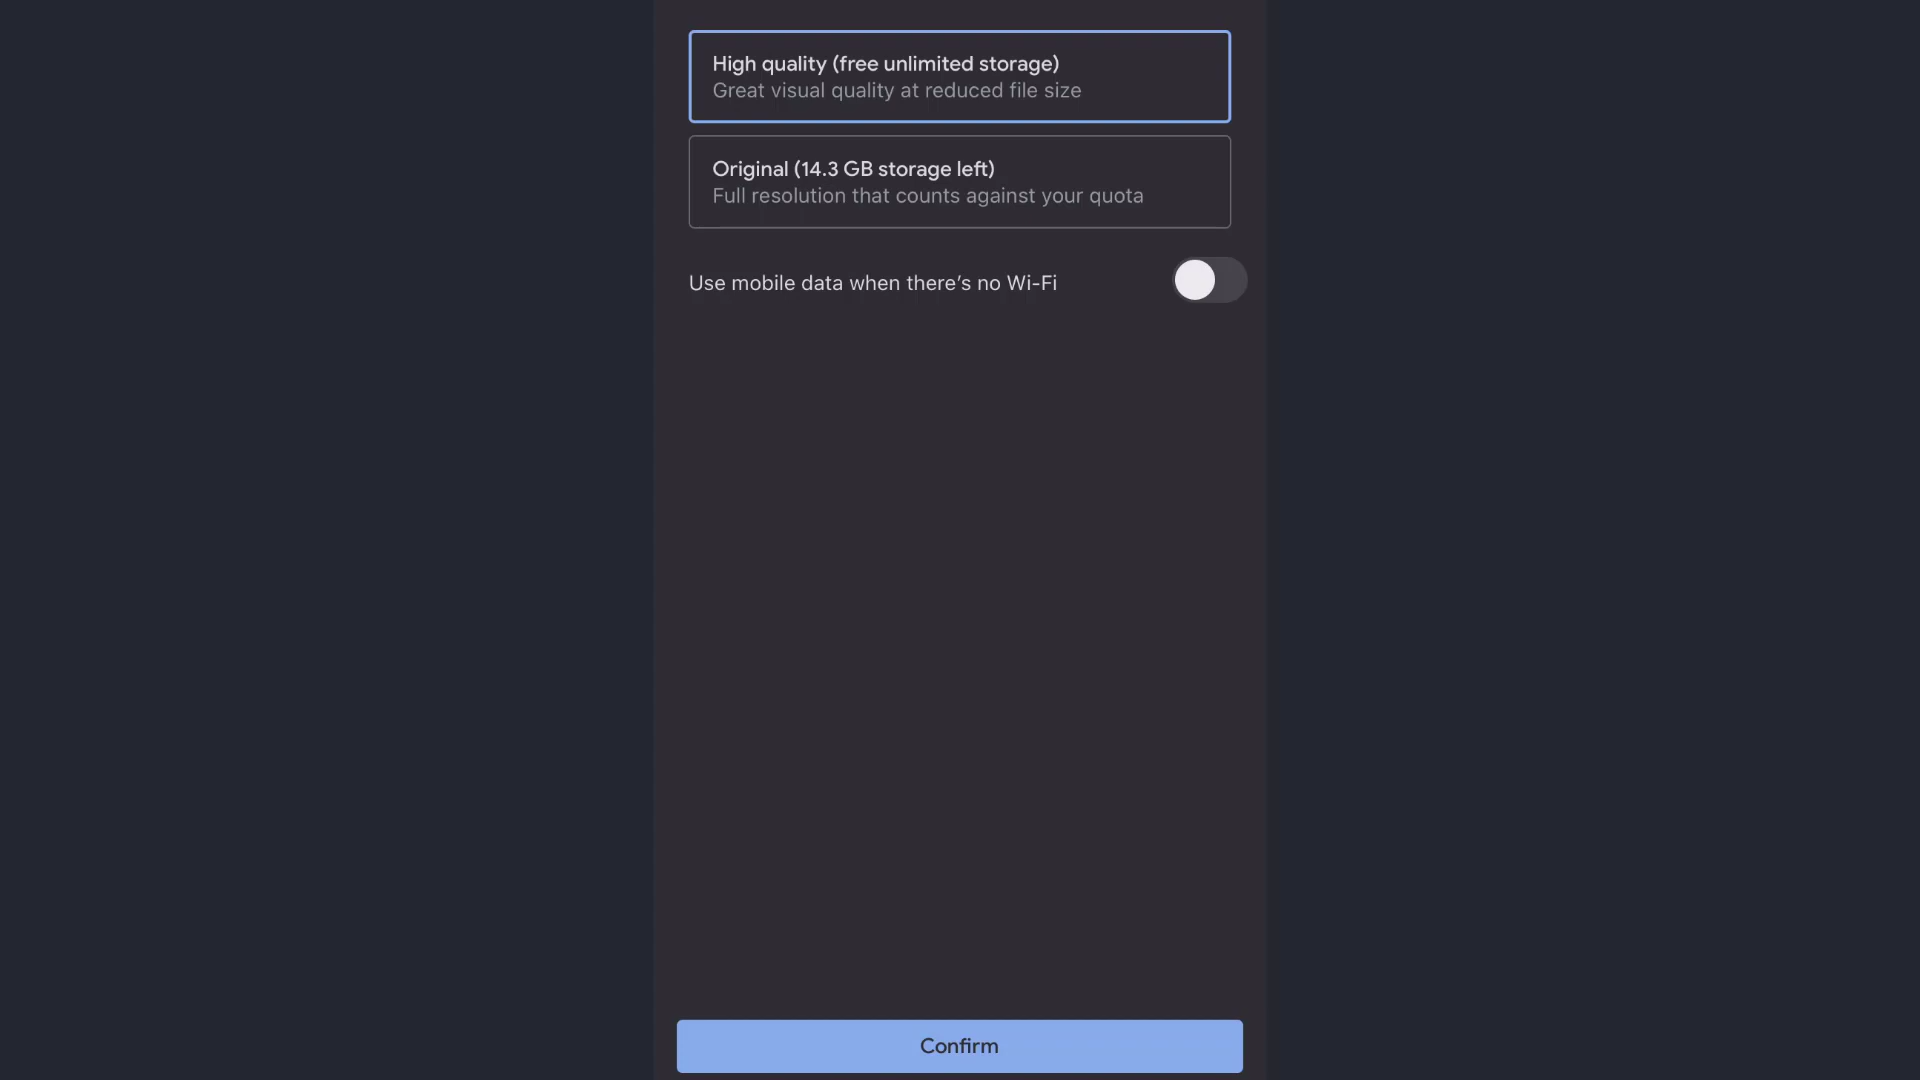 High quality (free unlimited storage)
Great visual quality at reduced file size
Original (14.3 GB storage left)
Full resolution that counts against your quota
Use mobile data when there’s no Wi-Fi
Confirm